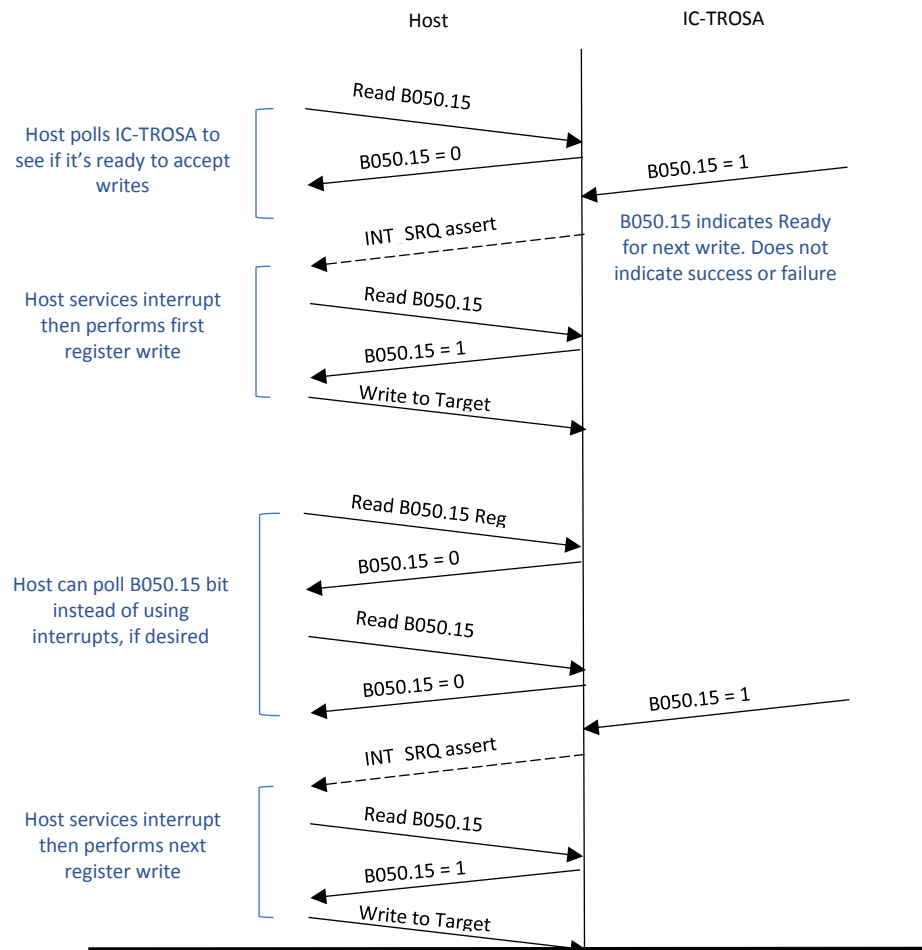 Host
IC-TROSA
Read B050.15
Host polls IC-TROSA to
see if it's ready to accept
writes
B050.15 = 0
B050.15 = 1
INT_SRQ assert
B050.15 indicates Ready
for next write. Does not
indicate success or failure
Host services interrupt
then performs first
register write
Read B050.15
B050.15 = 1
Write to Target
Read B050.15 Reg
B050.15 = 0
Host can poll B050.15 bit
instead of using
interrupts, if desired
Read B050.15
B050.15 = 0
B050.15 = 1
INT_SRQ assert
Host services interrupt
then performs next
register write
Read B050.15
B050.15 = 1
Write to Target